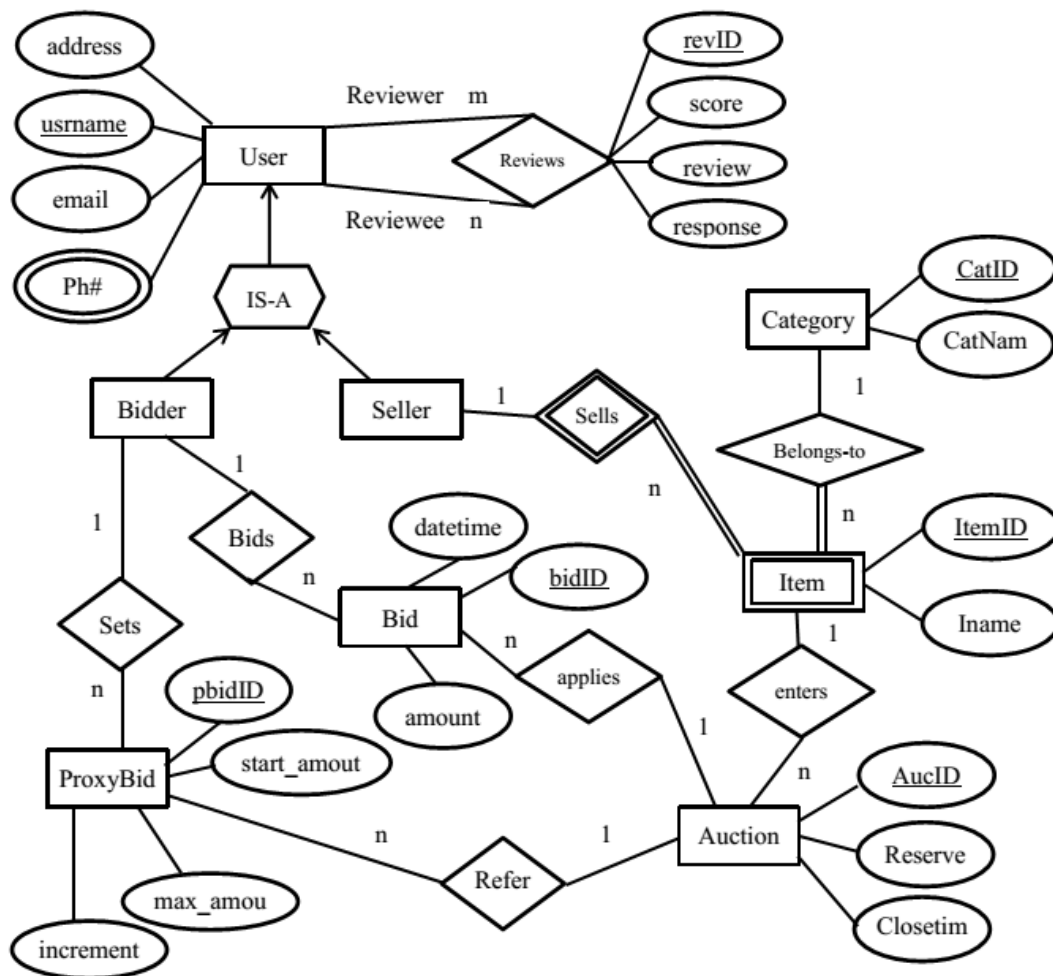 address
revID
usrname
Reviewer m
score
User
Reviews
review
email
Reviewee n
response
Ph#
IS-A
CatID
Category
CatNam
1
Bidder
Seller
1
Sells
Belongs-to
1
n
n
datetime
ItemID
1
Bids
n
bidID
Item
Sets
Bid
n
1
Iname
applies
enters
n
pbidID
amount
1
start_amout
ProxyBid
n
AucID
n
1
Auction
Reserve
Refer
max_amou
Closetim
increment